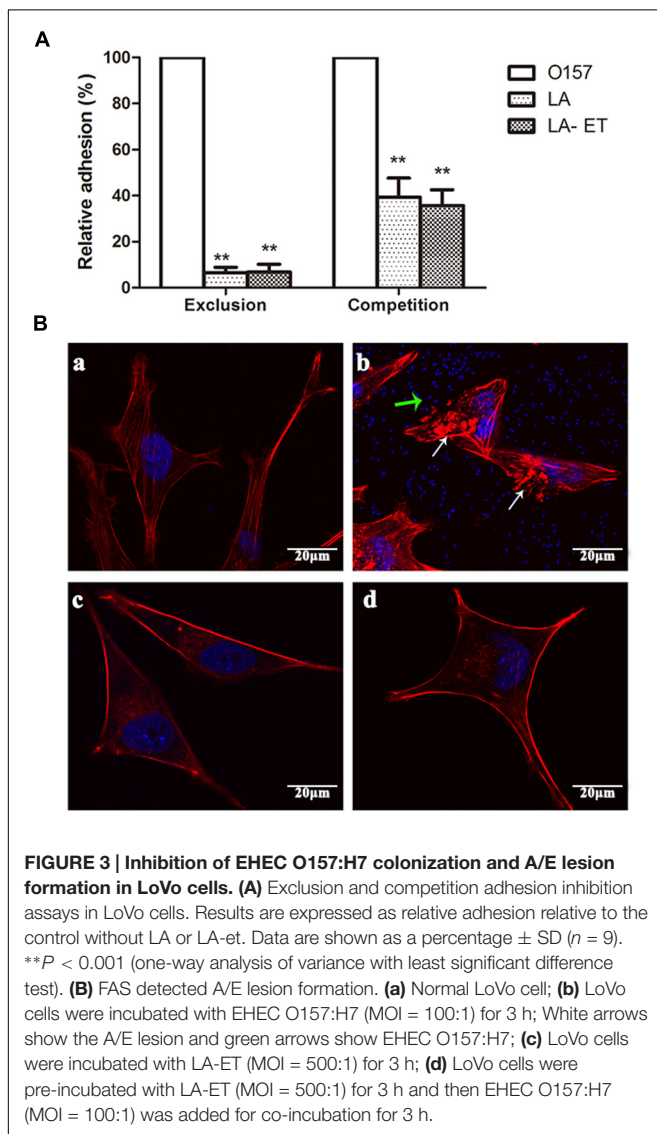 A
Relative adhesion (%)
100
80
60
40
20
0
**
**
**
**
Exclusion
Competition
O157
LA
LA- ET
B
a
20μm
b
20μm
c
20μm
d
20μm
FIGURE 3 | Inhibition of EHEC O157:H7 colonization and A/E lesion
formation in LoVo cells. (A) Exclusion and competition adhesion inhibition
assays in LoVo cells. Results are expressed as relative adhesion relative to the
control without LA or LA-et. Data are shown as a percentage ± SD (n = 9).
**P < 0.001 (one-way analysis of variance with least significant difference
test). (B) FAS detected A/E lesion formation. (a) Normal LoVo cell; (b) LoVo
cells were incubated with EHEC O157:H7 (MOI = 100:1) for 3 h; White arrows
show the A/E lesion and green arrows show EHEC O157:H7; (c) LoVo cells
were incubated with LA-ET (MOI = 500:1) for 3 h; (d) LoVo cells were
pre-incubated with LA-ET (MOI = 500:1) for 3 h and then EHEC O157:H7
(MOI = 100:1) was added for co-incubation for 3 h.